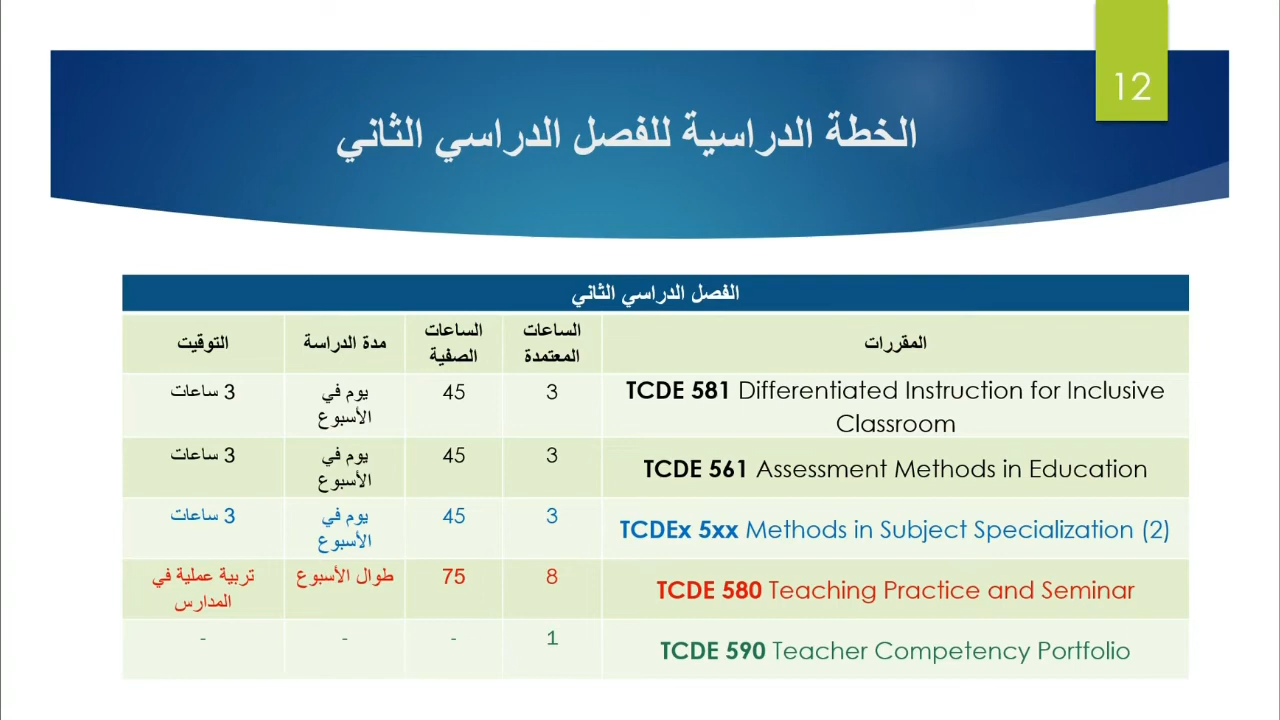 12
الخطة الدراسية للفصل الدراسي الثاني
الفصل الدراسي الثاني
المقررات
الساعات
المعتمدة
الساعات
الصفية
مدة الدراسة
التوقيت
TCDE 581 Differentiated Instruction for Inclusive
Classroom
3
45
يوم في
الأسبوع
3 ساعات
TCDE 561 Assessment Methods in Education
3
45
يوم في
الأسبوع
3 ساعات
TCDEx 5xx Methods in Subject Specialization (2)
3
45
يوم في
الأسبوع
3 ساعات
TCDE 580 Teaching Practice and Seminar
8
75
طوال الأسبوع
تربية عملية في
المدارس
TCDE 590 Teacher Competency Portfolio
1
-
-
-